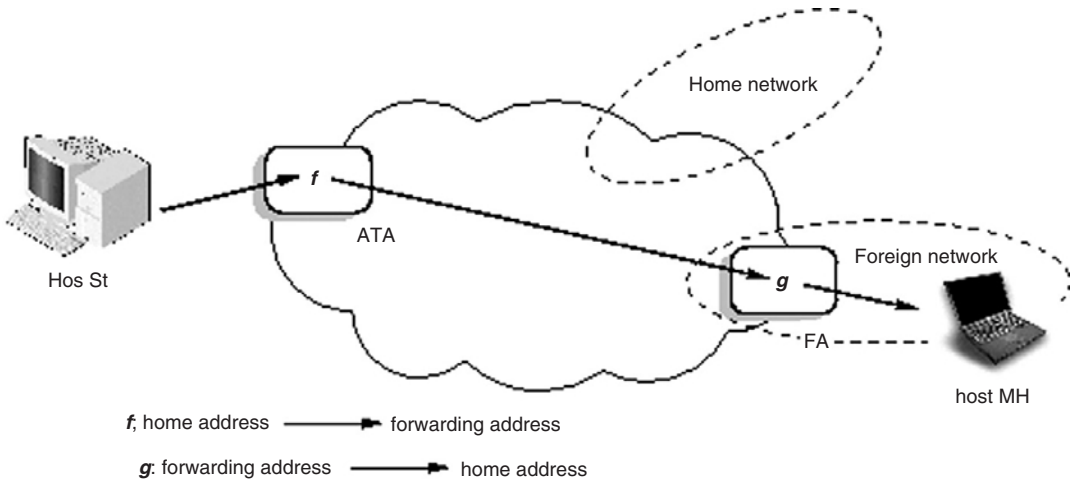 Home network
f
ATA
Hos St
Foreign network
g
FA
host MH
f; home address forwarding address
g: forwarding address home address